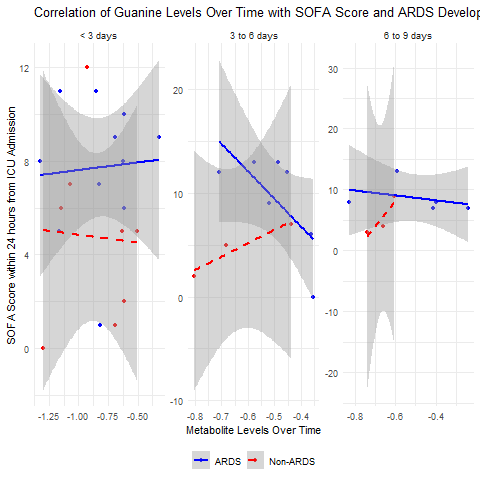 Correlation of Guanine Levels Over Time with SOFA Score and ARDS Develop
< 3 days
3 to 6 days
6 to 9 days
SOFA Score within 24 hours from ICU Admission
12
8
4
0
20
10
0
-10
30
20
10
0
-10
-20
-1.25 -1.00 -0.75 -0.50
-0.8 -0.7 -0.6 -0.5 -0.4
-0.8 -0.6 -0.4
Metabolite Levels Over Time
ARDS Non-ARDS